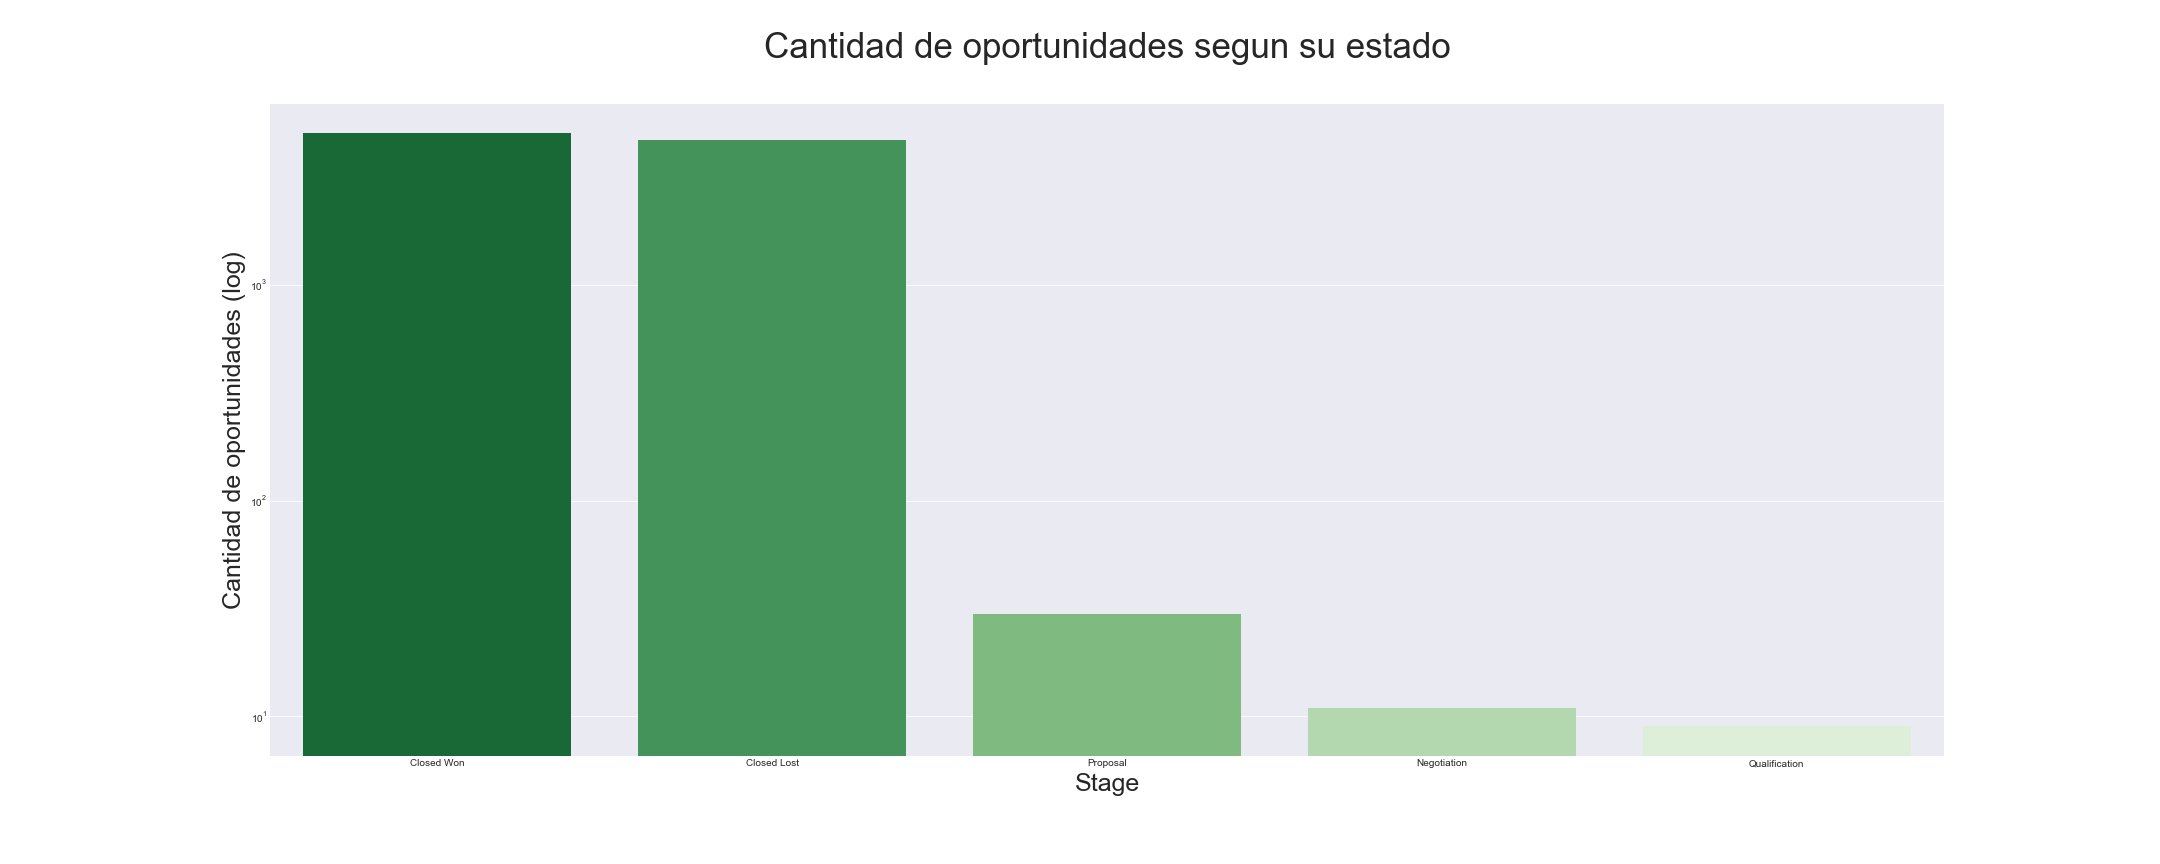 Cantidad de oportunidades segun su estado
Cantidad de oportunidades (log)
10³
10²
10¹
Closed Won
Closed Lost
Proposal
Negotiation
Qualification
Stage